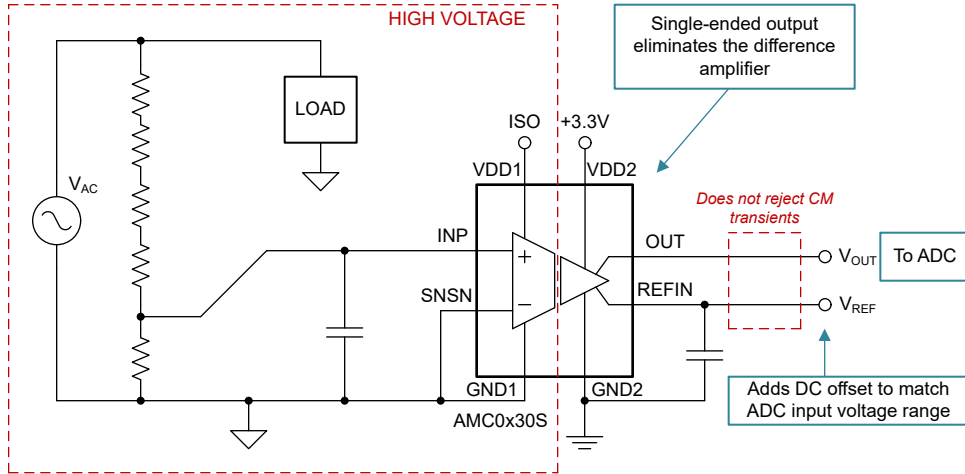 HIGH VOLTAGE
Single-ended output
eliminates the difference
amplifier
LOAD
ISO
+3.3V
VDD1
VDD2
VAC
Does not reject CM
transients
INP
+
OUT
VOUT
To ADC
SNSN
−
REFIN
VREF
GND1
GND2
AMC0x30S
Adds DC offset to match
ADC input voltage range